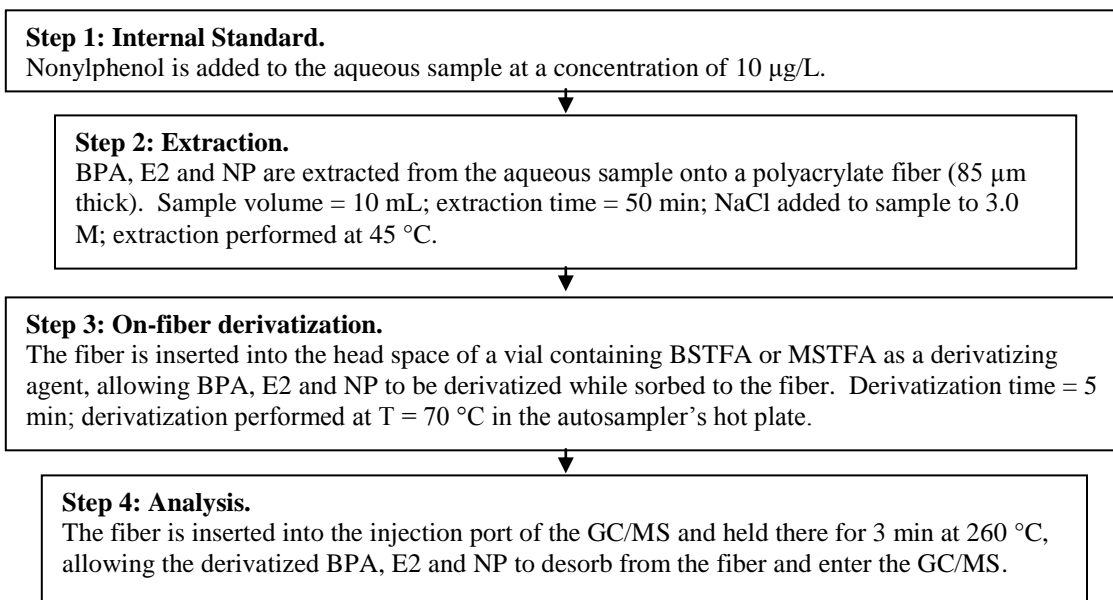 Step 1: Internal Standard.
Nonylphenol is added to the aqueous sample at a concentration of 10 μg/L.
Step 2: Extraction.
BPA, E2 and NP are extracted from the aqueous sample onto a polyacrylate fiber (85 μm
thick).  Sample volume = 10 mL; extraction time = 50 min; NaCl added to sample to 3.0
M; extraction performed at 45 °C.
Step 3: On-fiber derivatization.
The fiber is inserted into the head space of a vial containing BSTFA or MSTFA as a derivatizing
agent, allowing BPA, E2 and NP to be derivatized while sorbed to the fiber.  Derivatization time = 5
min; derivatization performed at T = 70 °C in the autosampler's hot plate.
Step 4: Analysis.
The fiber is inserted into the injection port of the GC/MS and held there for 3 min at 260 °C,
allowing the derivatized BPA, E2 and NP to desorb from the fiber and enter the GC/MS.